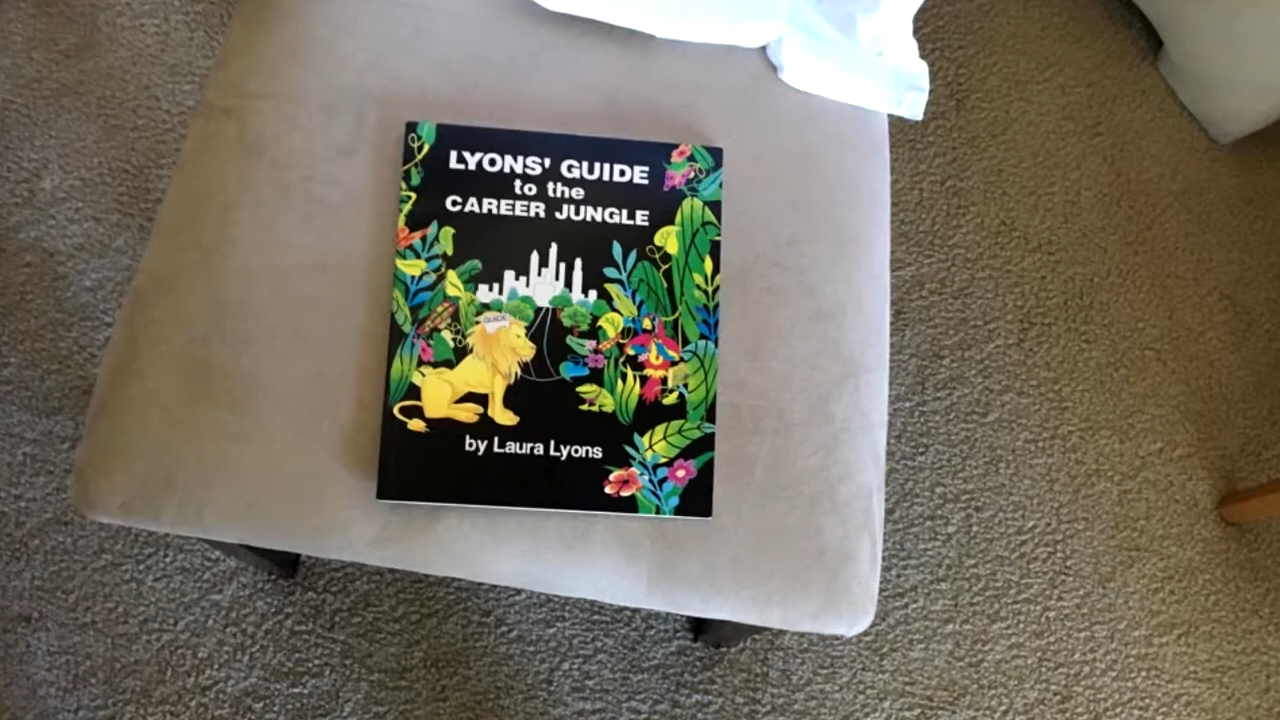 LYONS' GUIDE
to the
CAREER JUNGLE
GUIDE
by Laura Lyons